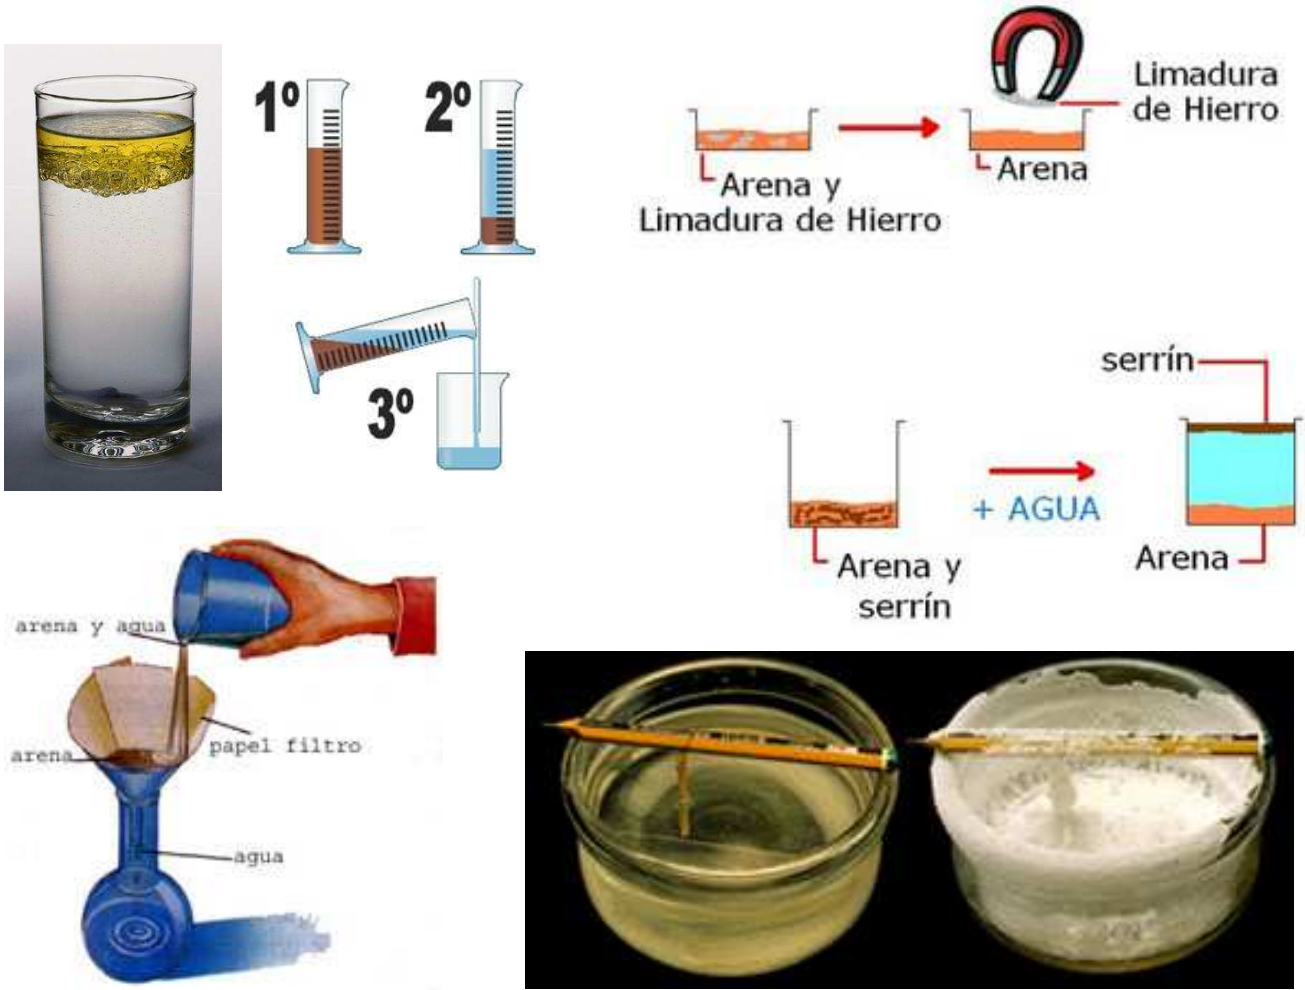 1º
2º
3º
Arena y
Limadura de Hierro
Limadura
de Hierro
Arena
serrín
+ AGUA
Arena y
serrín
Arena
arena y agua
papel filtro
arena
agua